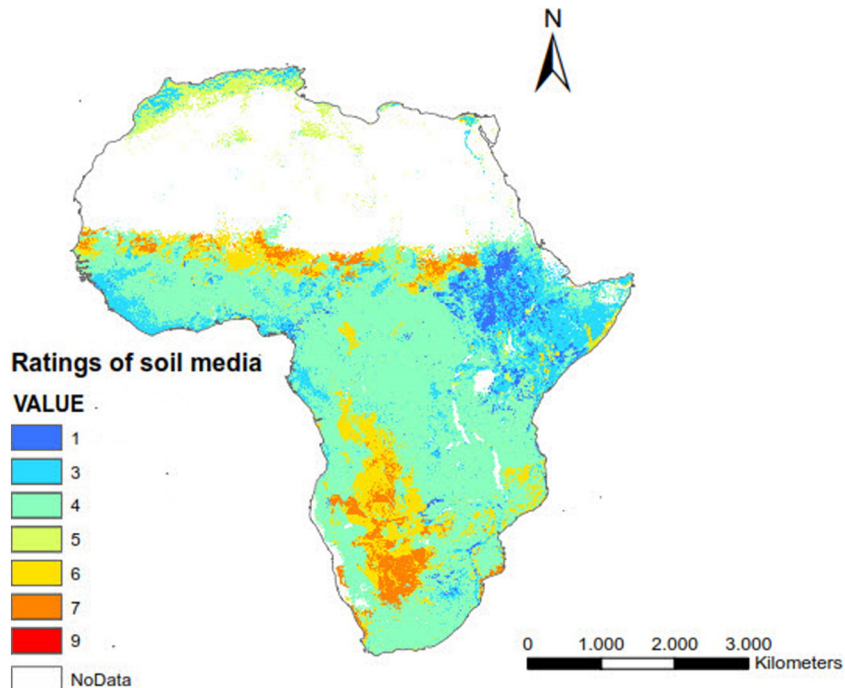 N
Ratings of soil media
VALUE
1
3
4
5
6
7
9
NoData
0 1.000 2.000 3.000
Kilometers